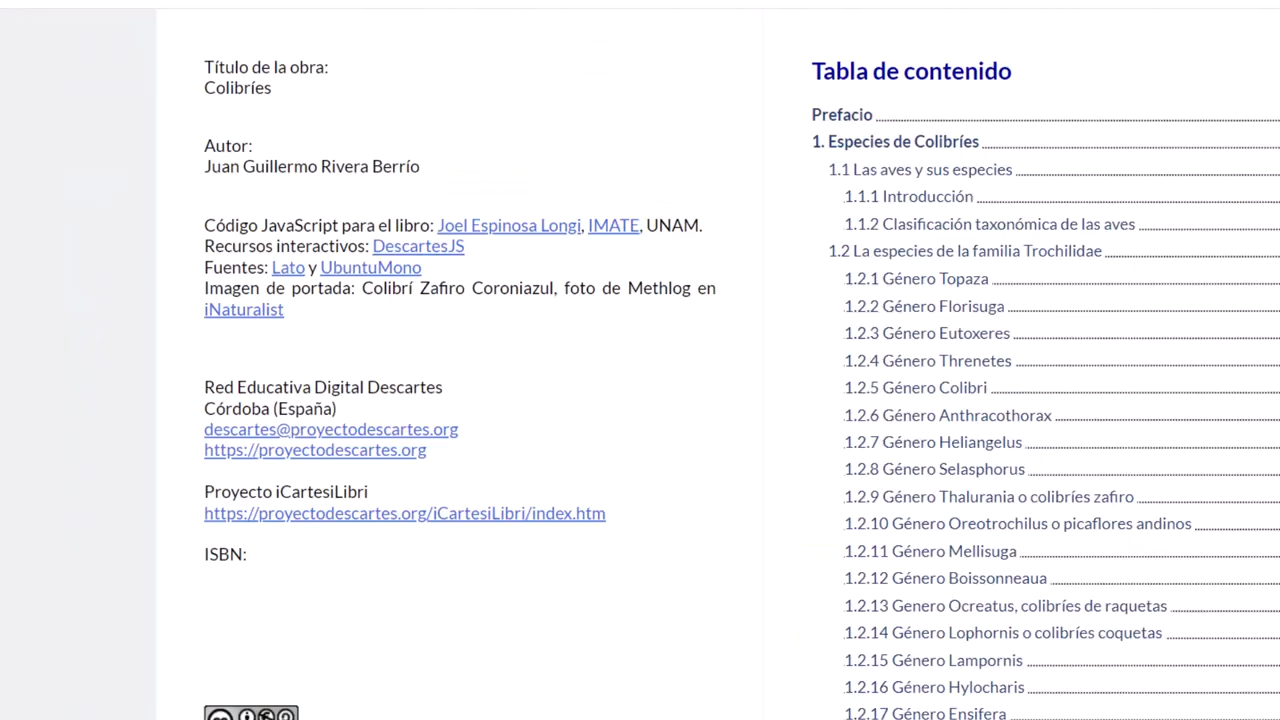 Título de la obra:
Colibríes
Autor:
Juan Guillermo Rivera Berrío
Código JavaScript para el libro: Joel Espinosa Longi, IMATE, UNAM.
Recursos interactivos: DescartesJS
Fuentes: Lato y UbuntuMono
Imagen de portada: Colibrí Zafiro Coroniazul, foto de Methlog en
iNaturalist
Red Educativa Digital Descartes
Córdoba (España)
descartes@proyectodescartes.org
https://proyectodescartes.org
Proyecto iCartesiLibri
https://proyectodescartes.org/iCartesiLibri/index.htm
ISBN:
Tabla de contenido
Prefacio
1. Especies de Colibríes
1.1 Las aves y sus especies
1.1.1 Introducción
1.1.2 Clasificación taxonómica de las aves
1.2 La especies de la familia Trochilidae
1.2.1 Género Topaza
1.2.2 Género Florisuga
1.2.3 Género Eutoxeres
1.2.4 Género Threnetes
1.2.5 Género Colibri
1.2.6 Género Anthracothorax
1.2.7 Género Heliangelus
1.2.8 Género Selasphorus
1.2.9 Género Thalurania o colibríes zafiro
1.2.10 Género Oreotrochilus o picaflores andinos
1.2.11 Género Mellisuga
1.2.12 Género Boissonneaua
1.2.13 Genero Ocreatus, colibríes de raquetas
1.2.14 Género Lophornis o colibríes coquetas
1.2.15 Género Lampornis
1.2.16 Género Hylocharis
1.2.17 Género Ensifera